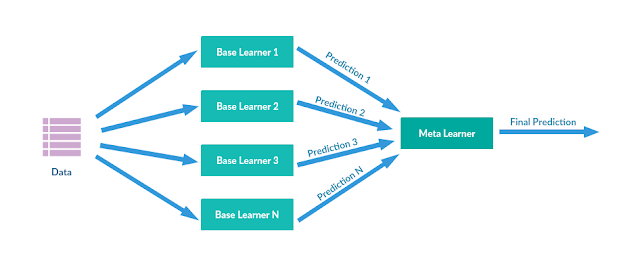 Data
Base Learner 1
Base Learner 2
Base Learner 3
Base Learner N
Prediction 1
Prediction 2
Prediction 3
Prediction N
Meta Learner
Final Prediction